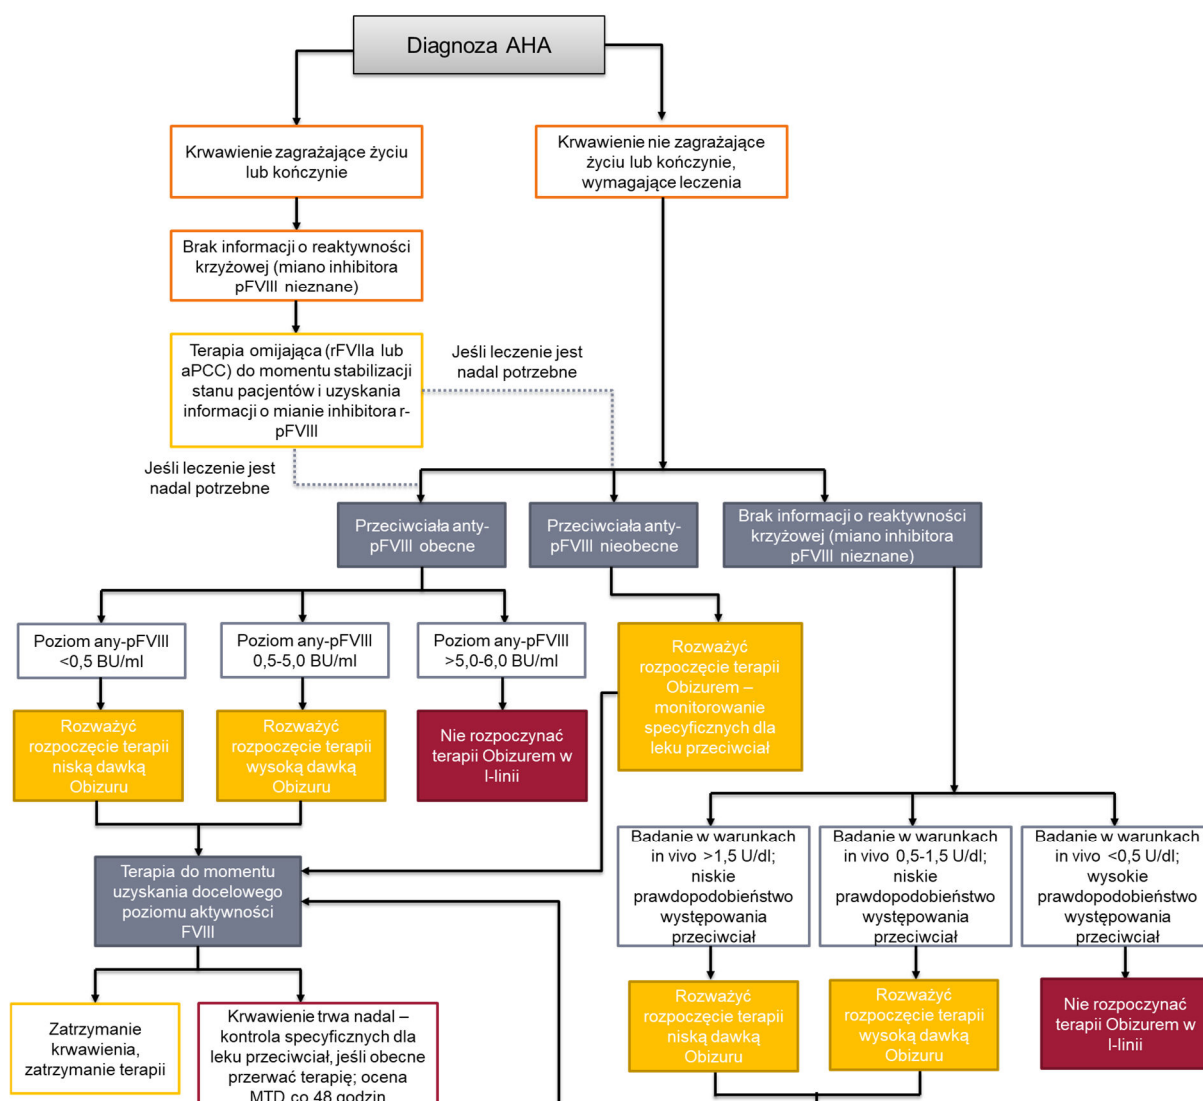 Diagnoza AHA
Krwawienie zagrażające życiu
lub kończynie
Krwawienie nie zagrażające
życiu lub kończynie,
wymagające leczenia
Brak informacji o reaktywności
krzyżowej (miano inhibitora
pFVIII nieznane)
Terapia omijająca (rFVIIa lub
aPCC) do momentu stabilizacji
stanu pacjentów i uzyskania
informacji o mianie inhibitora r-
pFVIII
Jeśli leczenie jest
nadal potrzebne
Jeśli leczenie jest
nadal potrzebne
Przeciwciała anty-
pFVIII obecne
Przeciwciała anty-
pFVIII nieobecne
Brak informacji o reaktywności
krzyżowej (miano inhibitora
pFVIII nieznane)
Poziom any-pFVIII
<0,5 BU/ml
Poziom any-pFVIII
0,5-5,0 BU/ml
Poziom any-pFVIII
>5,0-6,0 BU/ml
Rozważyć
rozpoczęcie terapii
Obizurem –
monitorowanie
specyficznych dla
leku przeciwciał
Rozważyć
rozpoczęcie terapii
niską dawką
Obizuru
Rozważyć
rozpoczęcie terapii
wysoką dawką
Obizuru
Nie rozpoczynać
terapii Obizurem w
I-linii
Badanie w warunkach
in vivo >1,5 U/dl;
niskie
prawdopodobieństwo
występowania
przeciwciał
Badanie w warunkach
in vivo 0,5-1,5 U/dl;
niskie
prawdopodobieństwo
występowania
przeciwciał
Badanie w warunkach
in vivo <0,5 U/dl;
wysokie
prawdopodobieństwo
występowania
przeciwciał
Terapia do momentu
uzyskania docelowego
poziomu aktywności
FVIII
Rozważyć
rozpoczęcie terapii
niską dawką
Obizuru
Rozważyć
rozpoczęcie terapii
wysoką dawką
Obizuru
Nie rozpoczynać
terapii Obizurem w
I-linii
Zatrzymanie
krwawienia,
zatrzymanie terapii
Krwawienie trwa nadal –
kontrola specyficznych dla
leku przeciwciał, jeśli obecne
przerwać terapię; ocena
MTD co 48 godzin